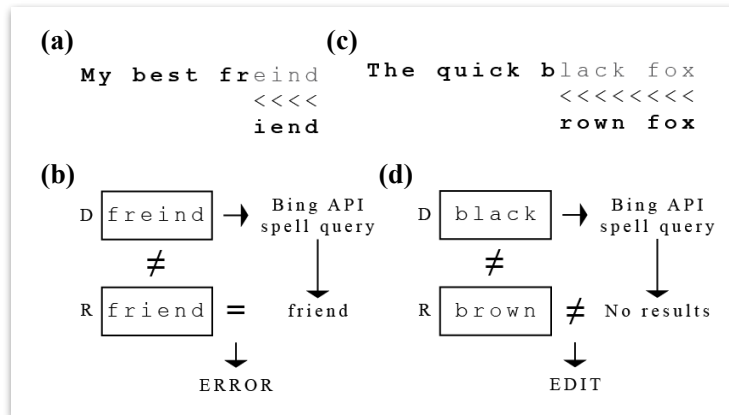 (a)
My best freind
<<<<
iend
(c)
The quick black fox
<<<<<<<<
rown fox
(b)
D freind
Bing API
spell query
≠
R friend = friend
ERROR
(d)
D black
Bing API
spell query
≠
R brown ≠ No results
EDIT